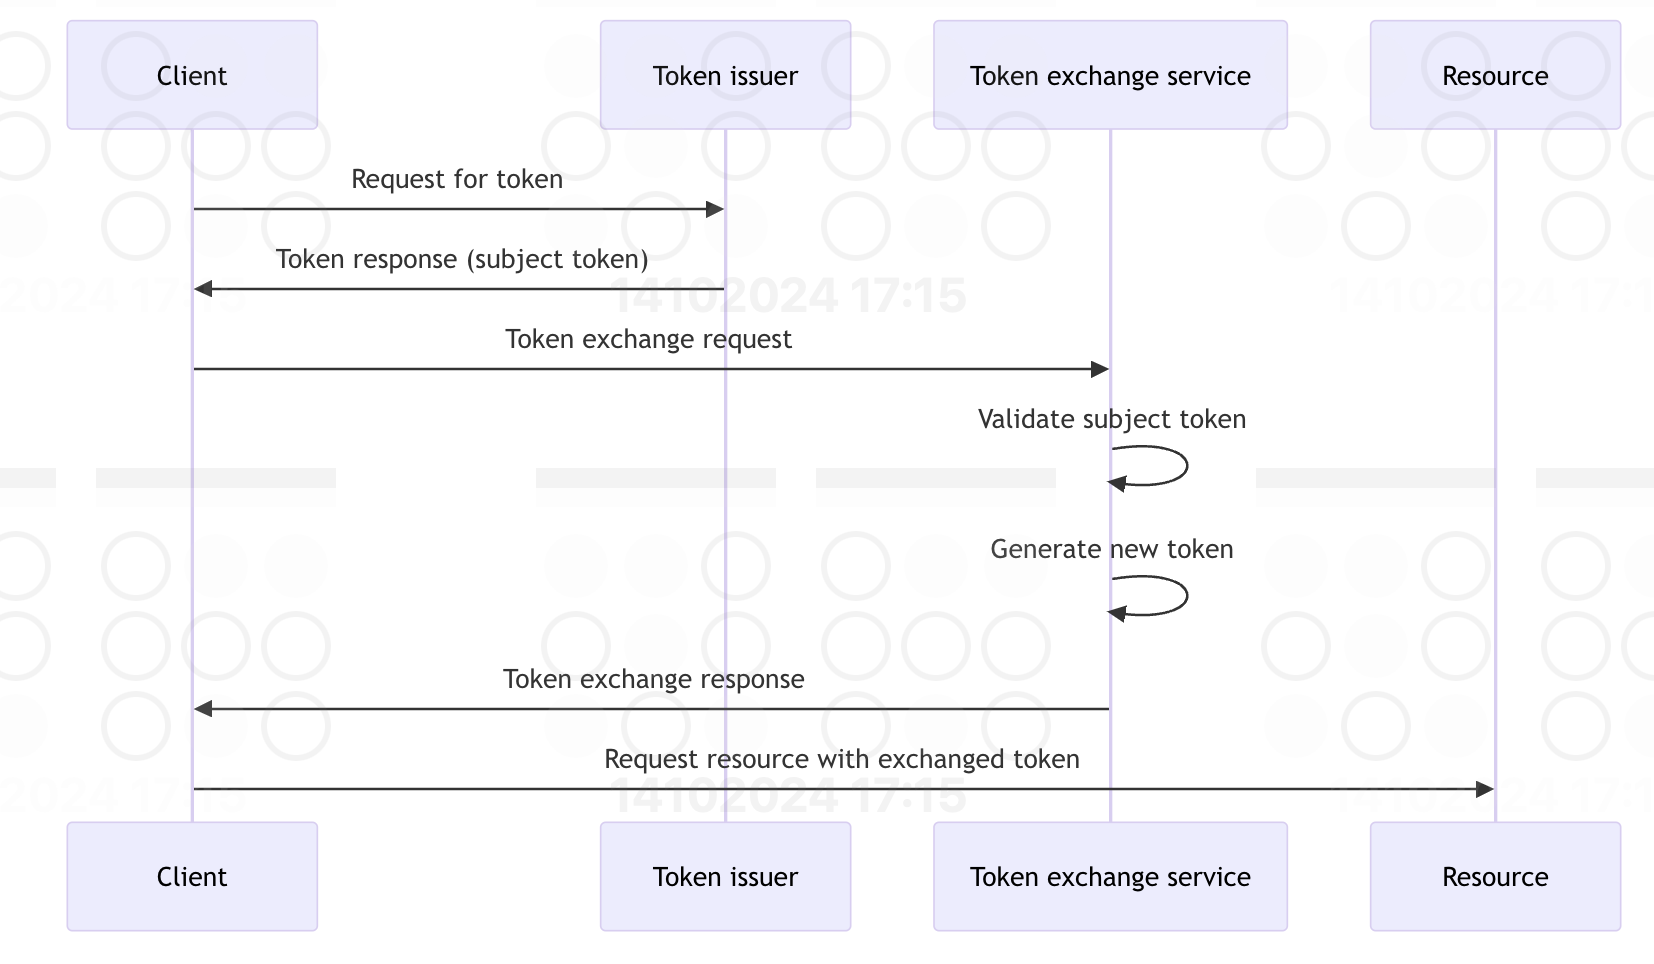 Client
Token issuer
Token exchange service
Resource
Request for token
Token response (subject token)
14102024 17:15
Token exchange request
Validate subject token
Generate new token
Token exchange response
Request resource with exchanged token
14102024 17:15
Client
Token issuer
Token exchange service
Resource